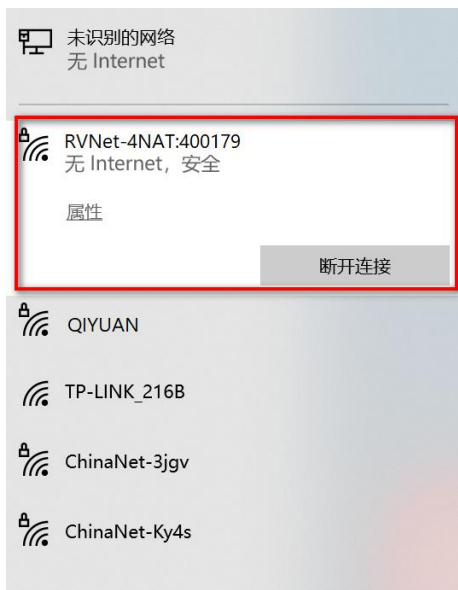 未识别的网络
无 Internet
RVNet-4NAT:400179
无 Internet，安全
属性
断开连接
QIYUAN
TP-LINK_216B
ChinaNet-3jgv
ChinaNet-Ky4s